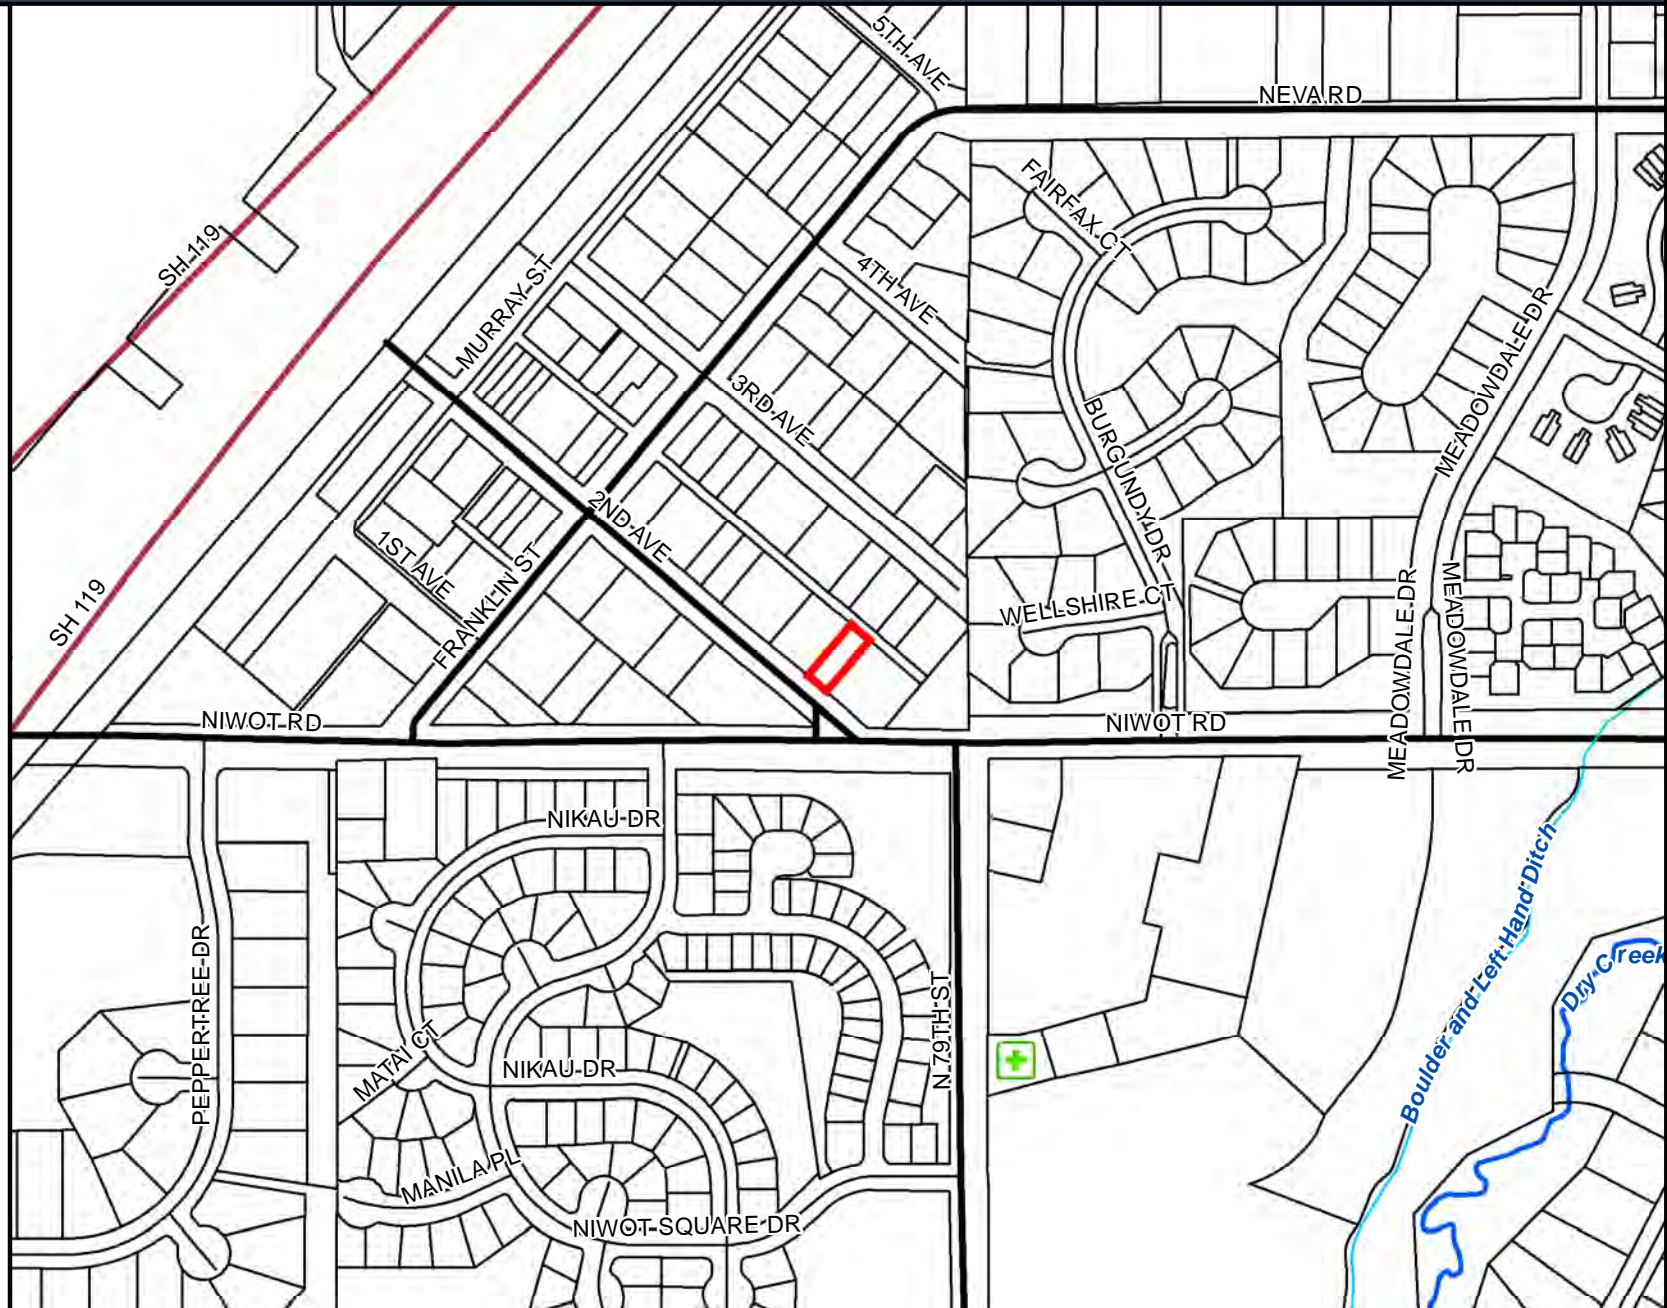 5TH AVE
NEVA RD
FAIRFAX CT
SH 119
MURRAY ST
4TH AVE
MEADOWDALE DR
3RD AVE
BURGUNDY DR
2ND AVE
1ST AVE
FRANKLIN ST
SH 119
WELLSHIRE CT
MEADOWDALE DR
MEADOWDALE DR
NIWOT RD
NIWOT RD
NIKAU DR
Boulder and Left Hand Ditch
PEPPERTREE DR
Dry Creek
N 79TH ST
MATAI CT
NIKAU DR
MANILA PL
NIWOT SQUARE DR